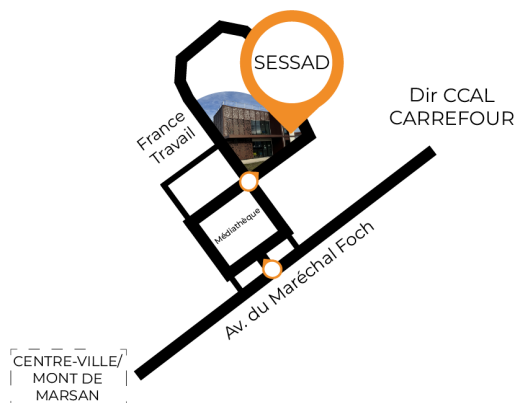 SESSAD
Dir CCAL
CARREFOUR
France
Travail
Médiathèque
Av. du Maréchal Foch
CENTRE-VILLE/
MONT DE
MARSAN